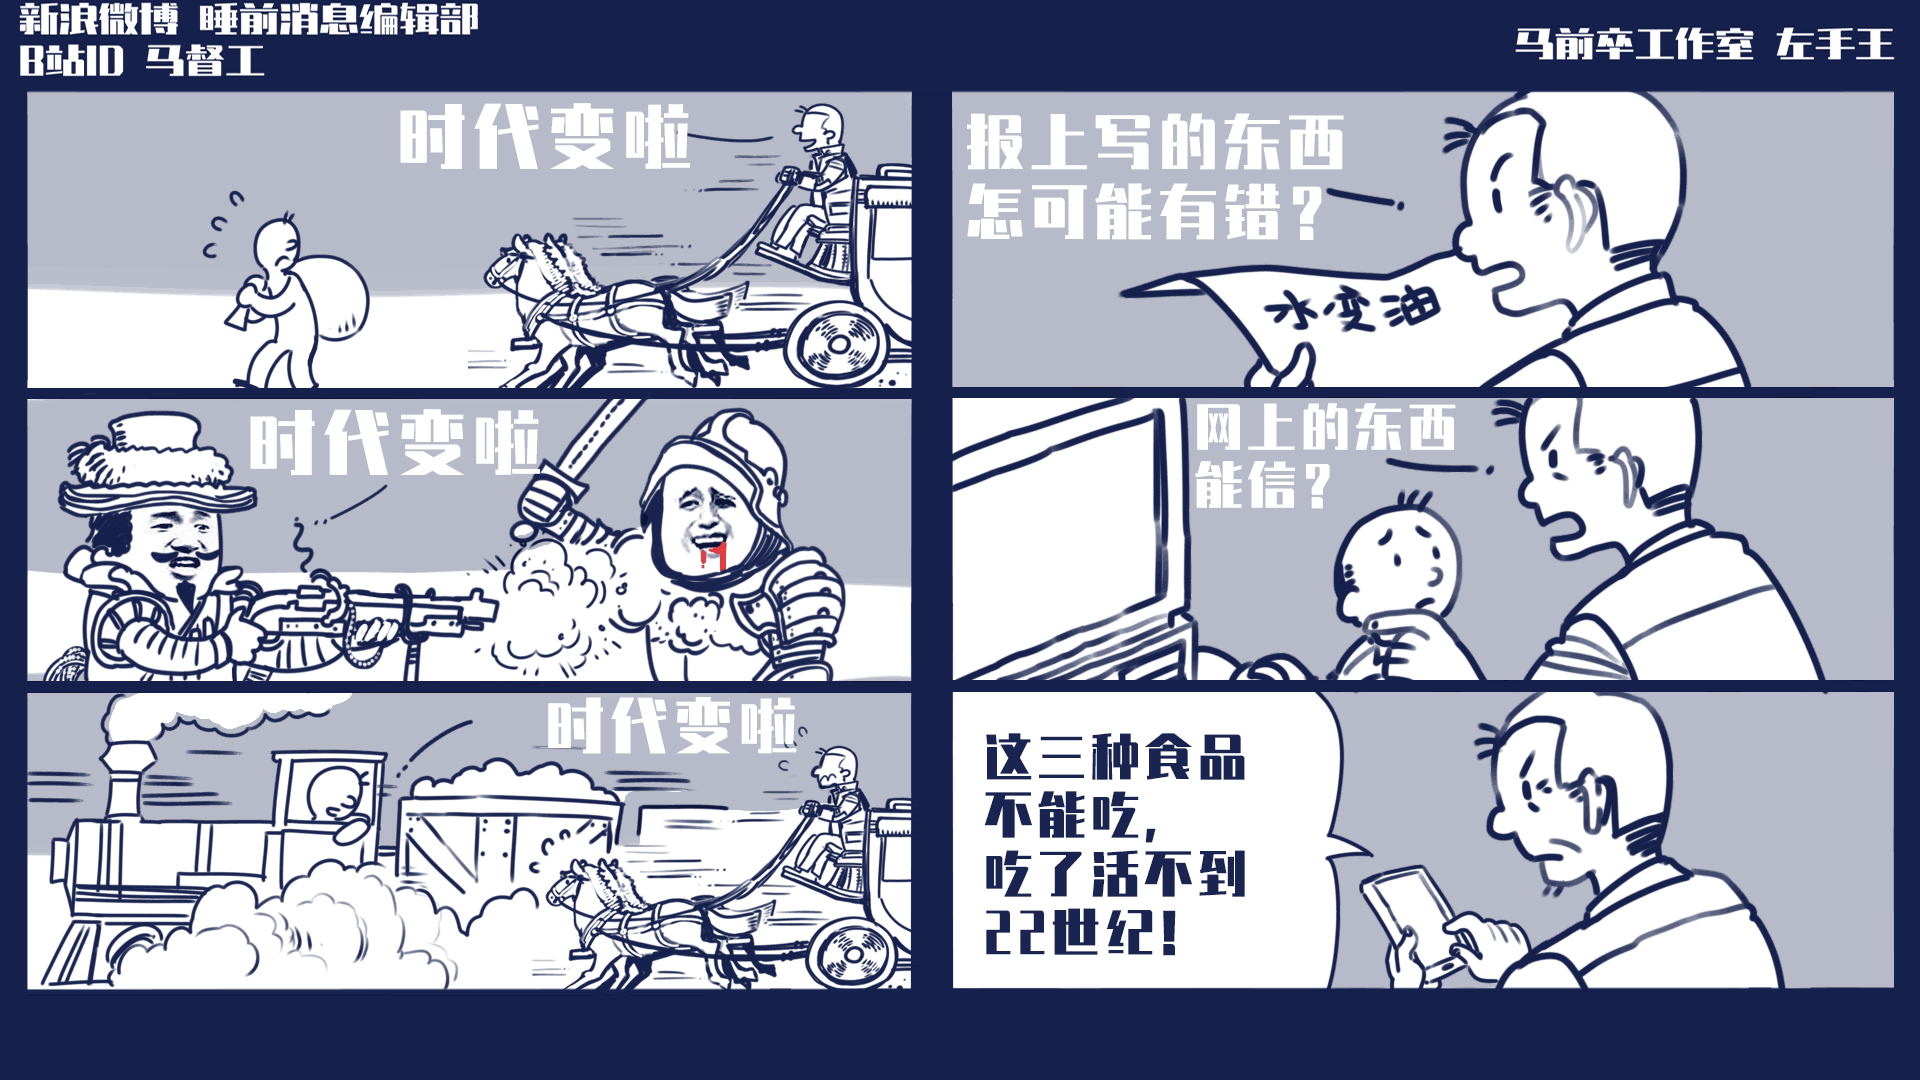 新浪微博 睡前消息编辑部
B站ID 马督工
马前卒工作室 左手王
时代变啦
时代变啦
时代变啦
报上写的东西
怎可能有错?
水变油
网上的东西
能信?
这三种食品
不能吃,
吃了活不到
22世纪!